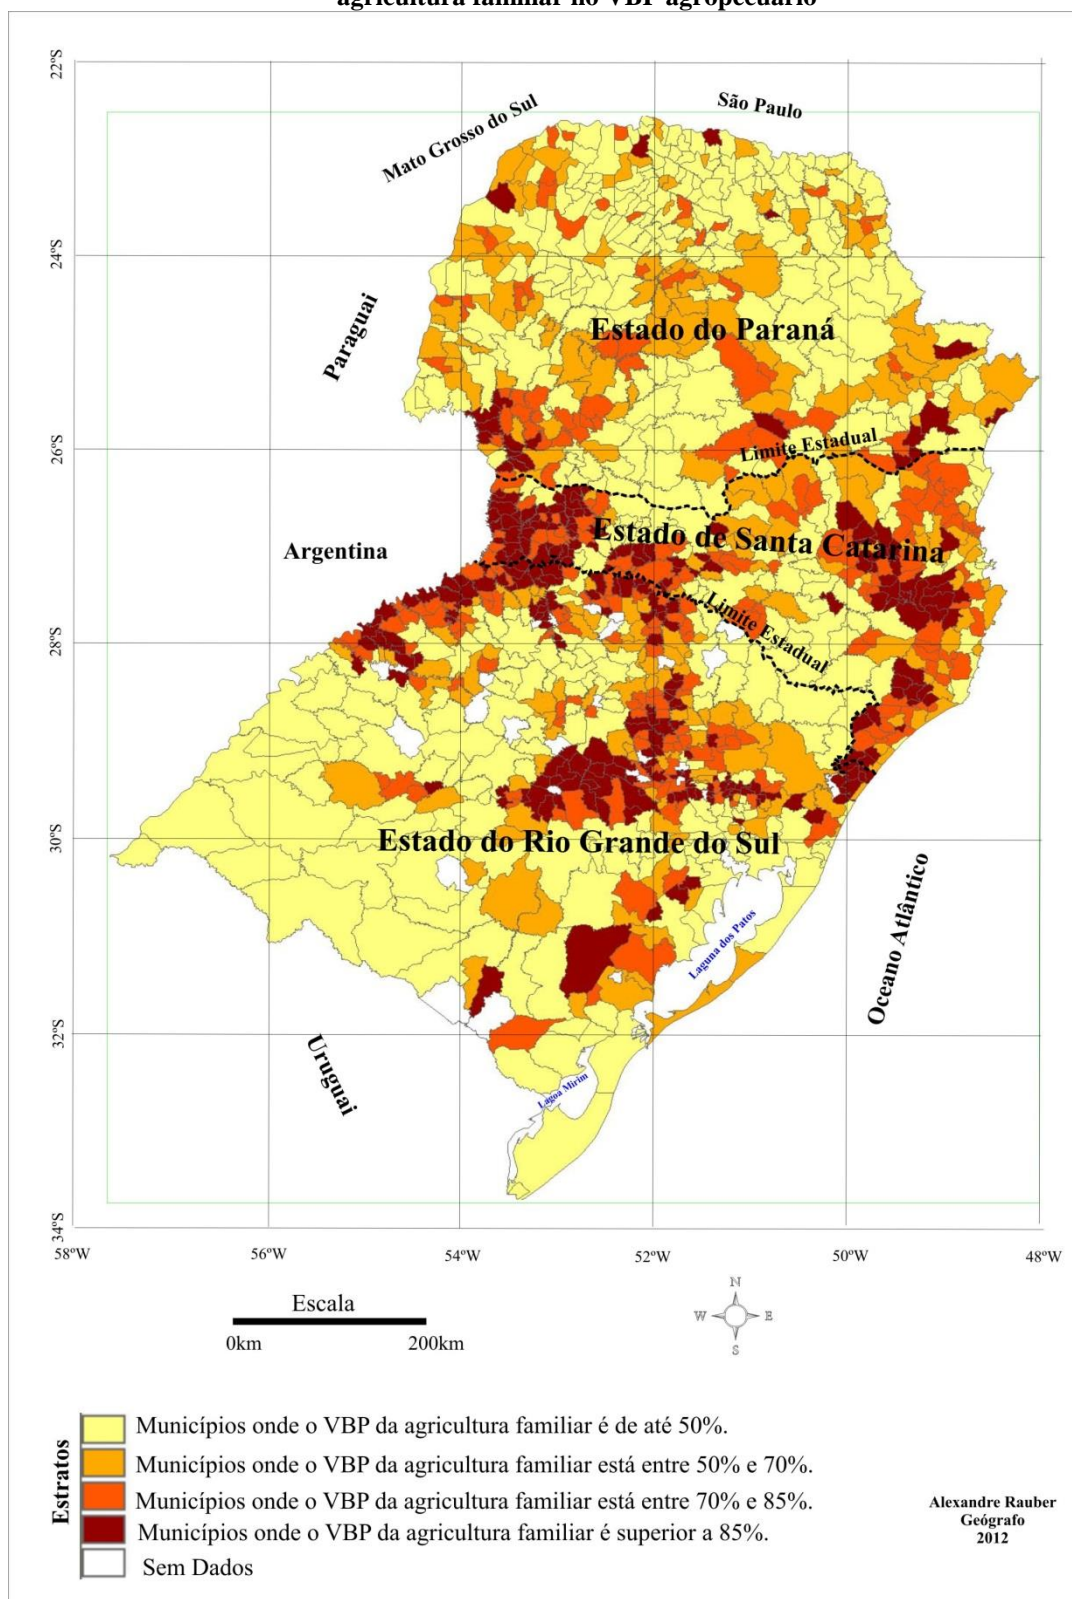 agricultura familiar no VBP agropecuário
22ºS
São Paulo
Mato Grosso do Sul
24ºS
Estado do Paraná
Paraguai
26ºS
Limite Estadual
Estado de Santa Catarina
Argentina
Limite Estadual
28ºS
30ºS
Estado do Rio Grande do Sul
Laguna dos Patos
Oceano Atlântico
32ºS
Uruguai
Lagoa Mirim
34ºS
58ºW
56ºW
54ºW
52ºW
50ºW
48ºW
N
W
E
S
Escala
0km
200km
Estratos
Municípios onde o VBP da agricultura familiar é de até 50%.
Municípios onde o VBP da agricultura familiar está entre 50% e 70%.
Municípios onde o VBP da agricultura familiar está entre 70% e 85%.
Municípios onde o VBP da agricultura familiar é superior a 85%.
Sem Dados
Alexandre Rauber
Geógrafo
2012